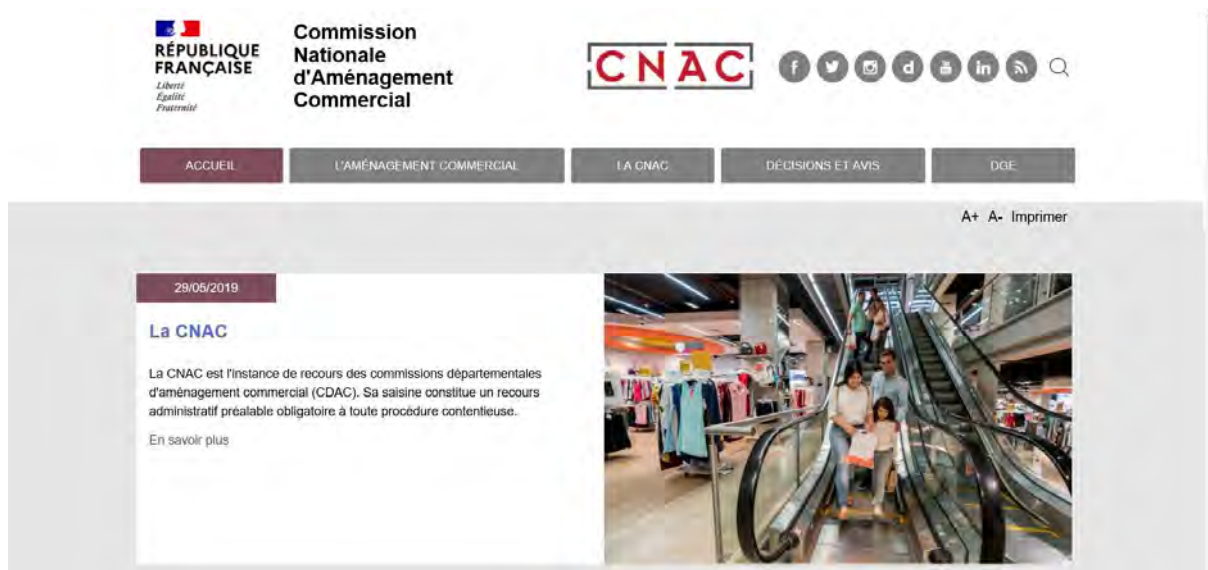 RÉPUBLIQUE
FRANÇAISE
Liberté
Égalité
Fraternité
Commission
Nationale
d'Aménagement
Commercial
CNAC
ACCUEIL
L'AMÉNAGEMENT COMMERCIAL
LA CNAC
DÉCISIONS ET AVIS
DGE
A+ A- Imprimer
29/05/2019
La CNAC
La CNAC est l'instance de recours des commissions départementales
d'aménagement commercial (CDAC). Sa saisine constitue un recours
administratif préalable obligatoire à toute procédure contentieuse.
En savoir plus